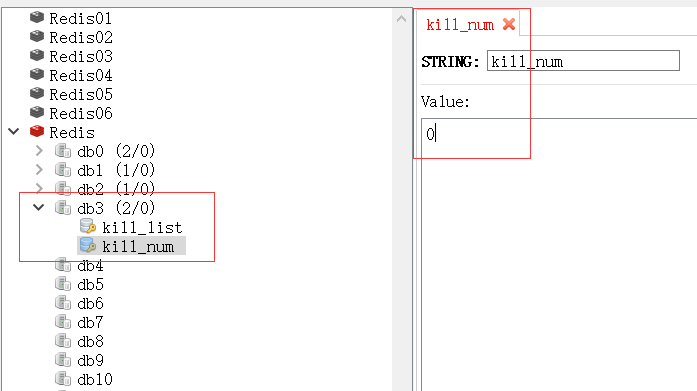 Redis01
Redis02
Redis03
Redis04
Redis05
Redis06
Redis
db0 (2/0)
db1 (1/0)
db2 (1/0)
db3 (2/0)
kill_list
kill_num
db4
db5
db6
db7
db8
db9
db10
kill_num
STRING: kill_num
Value:
0